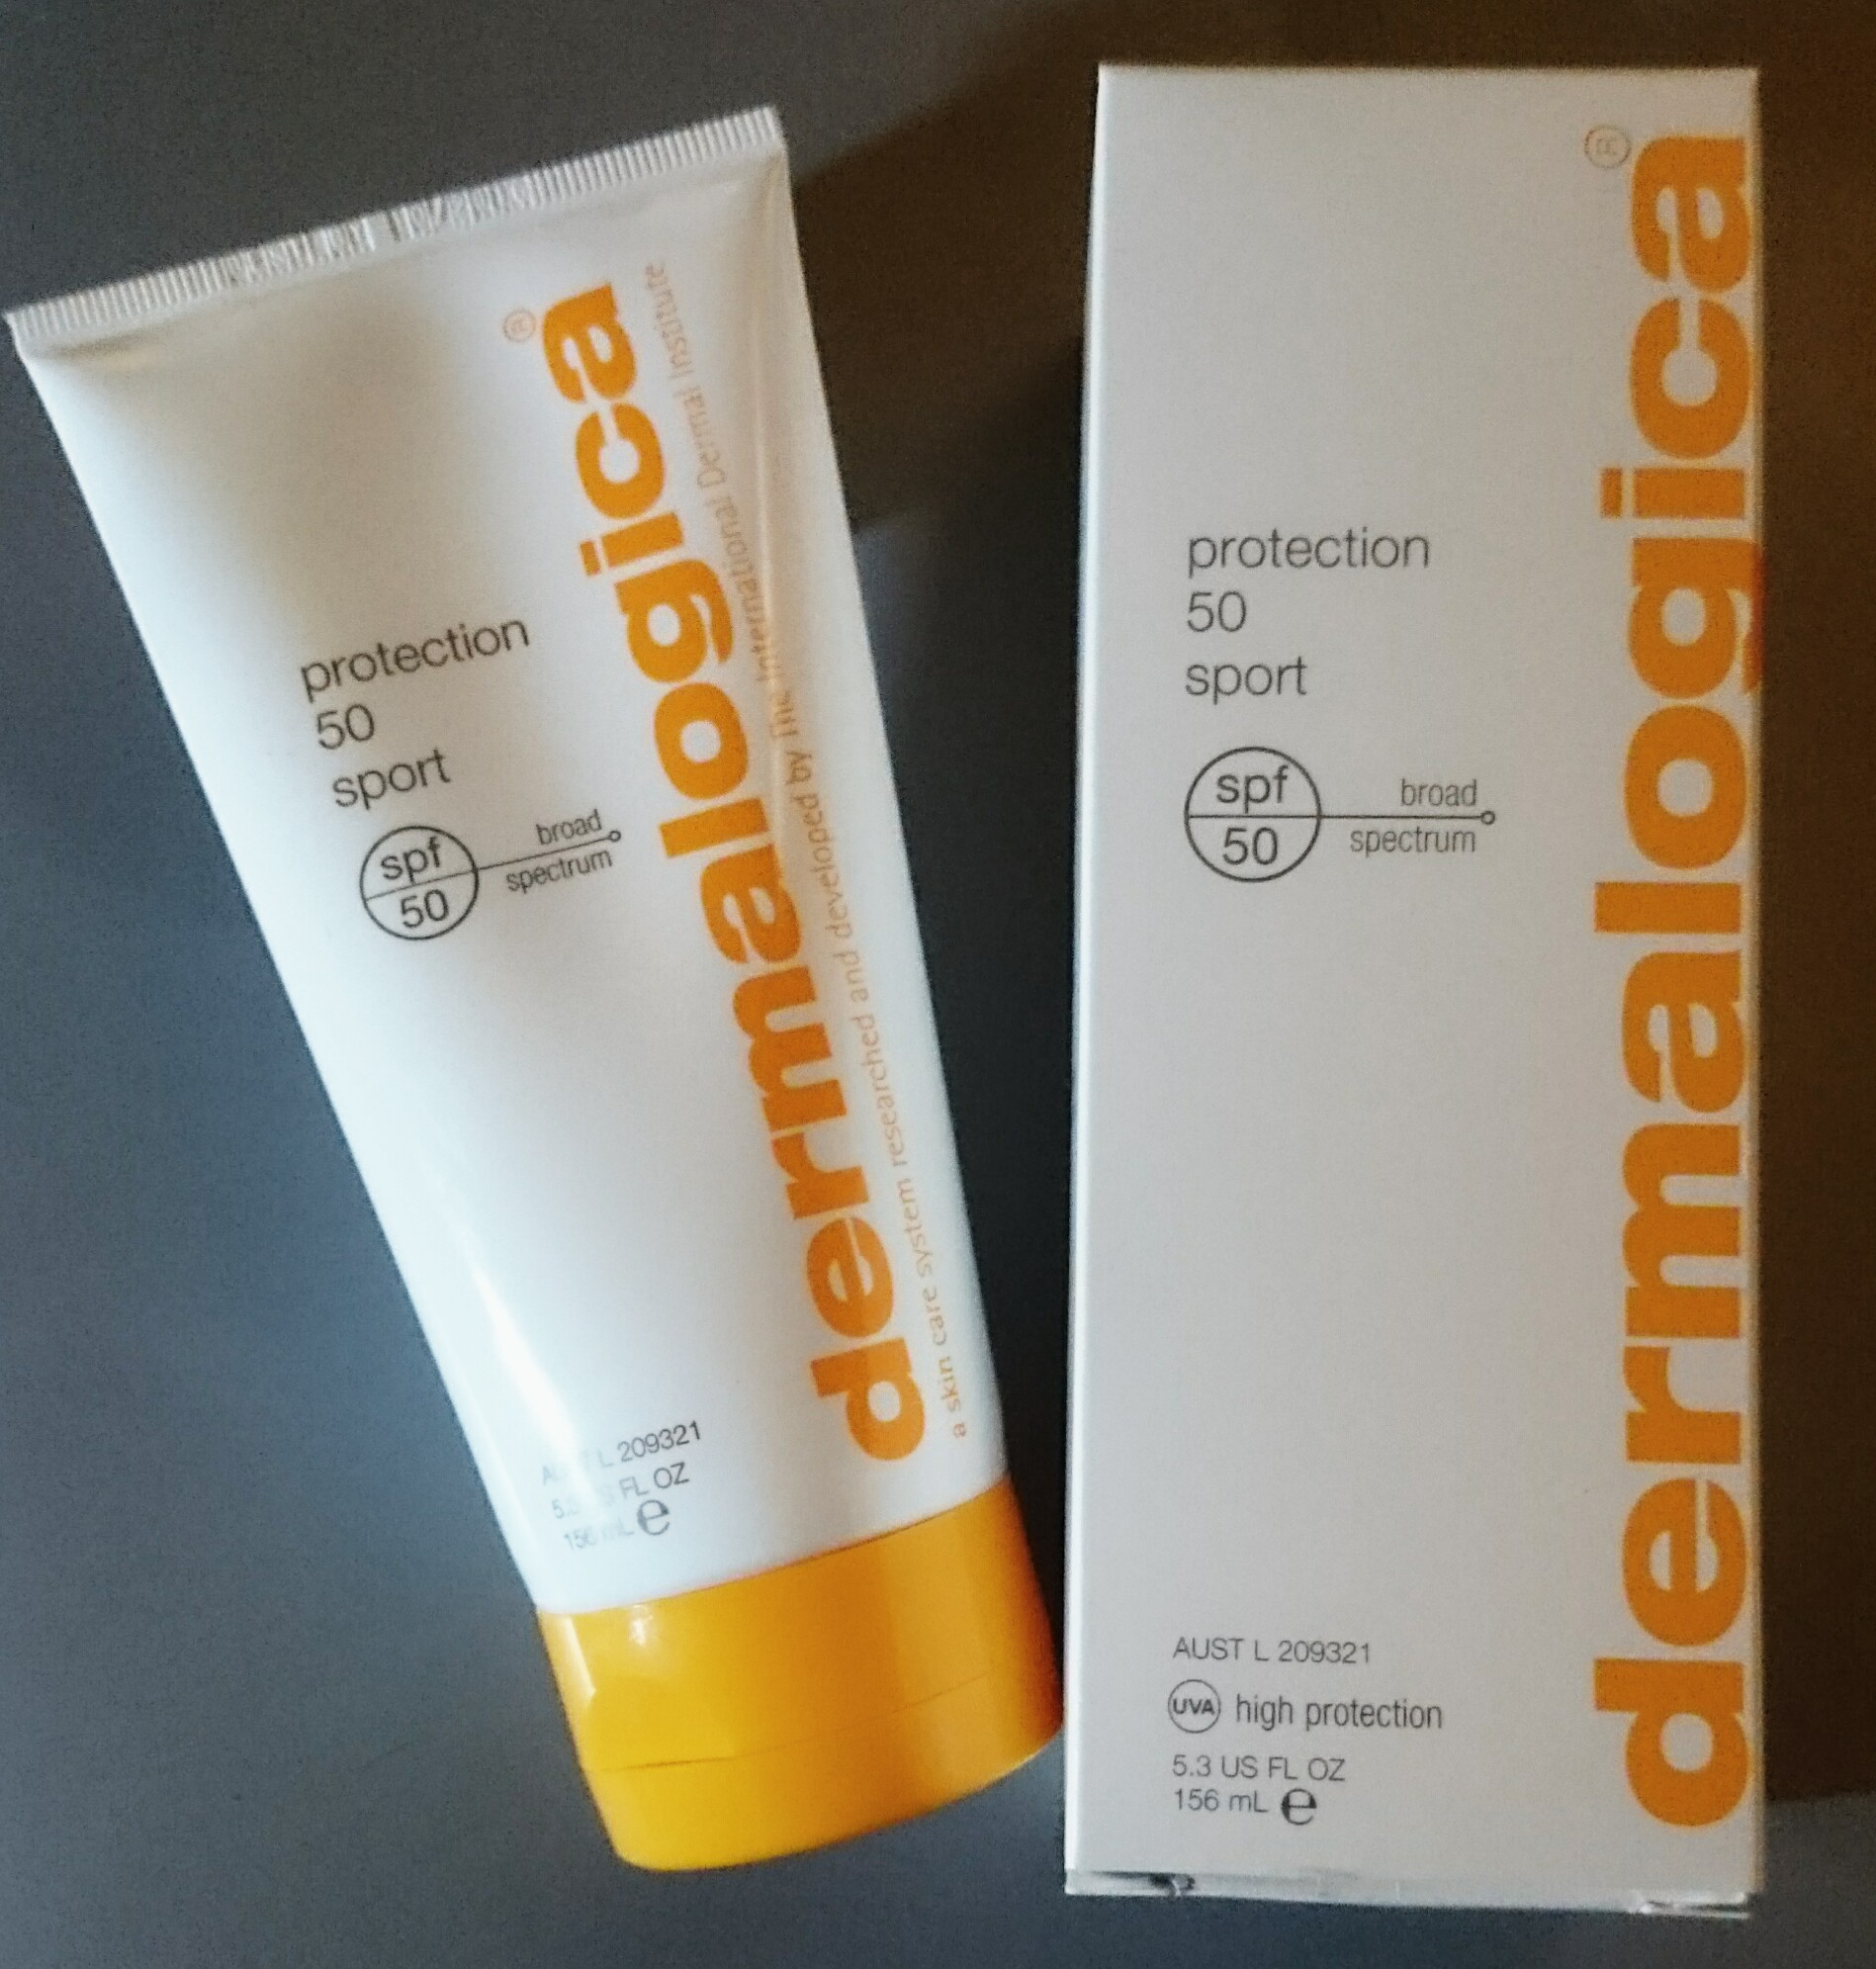 protection
50
sport
spf
50
broad
spectrum
dermalogica®
a skin care system researched and developed by The International Dermal Institute
L 209321
FL OZ
156 mL e
protection
50
sport
spf
50
broad
spectrum
dermalogica®
AUST L 209321
UVA high protection
5.3 US FL OZ
156 mL e